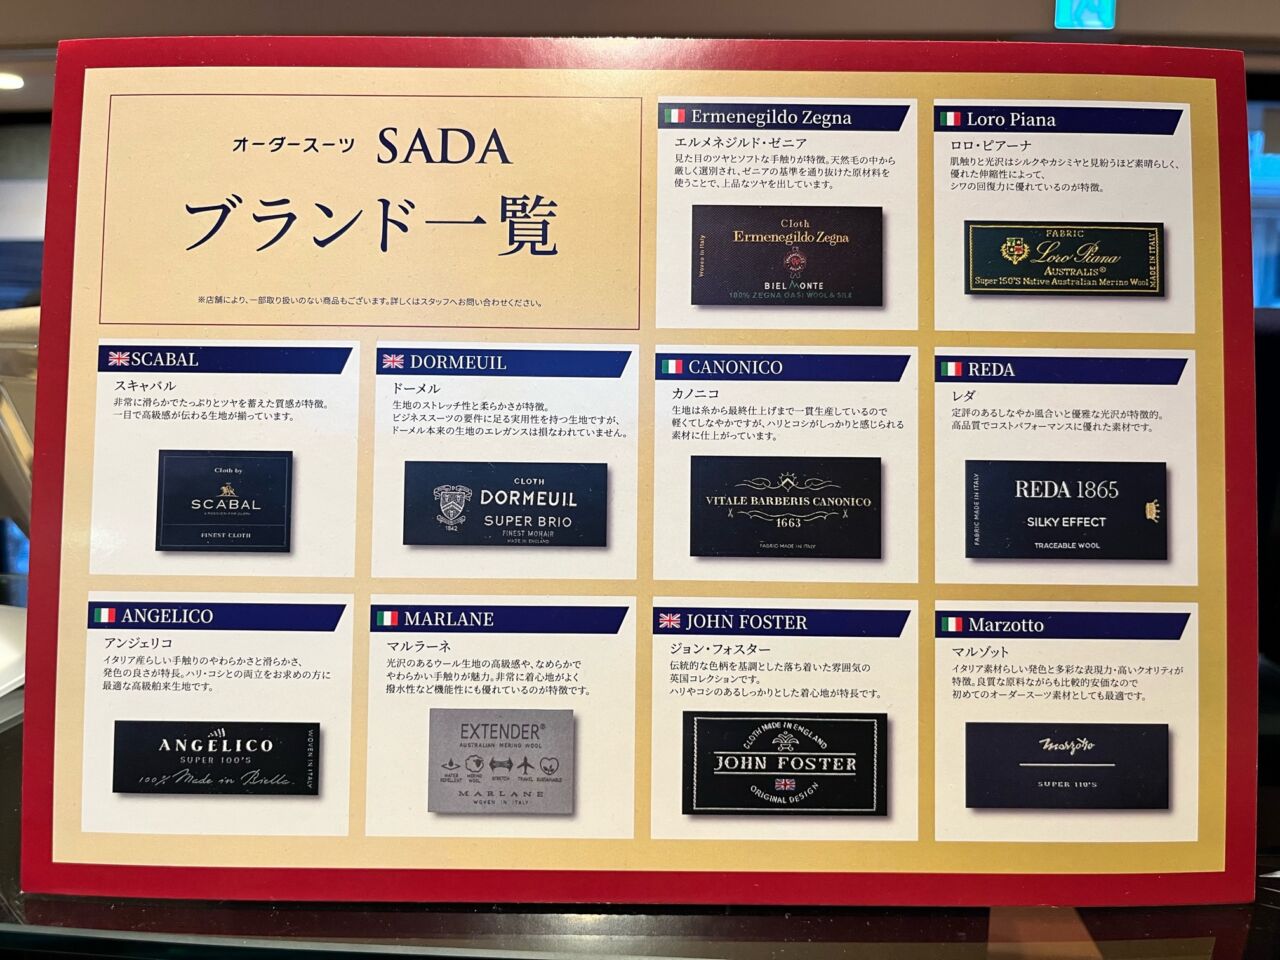 オーダースーツ SADA
ブランド一覧
※店舗により、一部取り扱いのない商品もございます。詳しくはスタッフへお問い合わせください。
Ermenegildo Zegna
エルメネジルド・ゼニア
見た目のツヤとソフトな手触りが特徴。天然毛の中から
厳しく選別され、ゼニアの基準を通り抜けた原材料を
使うことで、上品なツヤを出しています。
Woven in Italy
Cloth
Ermenegildo Zegna
BIELMONTE
100% ZEGNA OASI WOOL & SILK
Loro Piana
ロロ・ピアーナ
肌触りと光沢はシルクやカシミヤと見紛うほど素晴らしく、
優れた伸縮性によって、
シワの回復力に優れているのが特徴。
FABRIC
Loro Piana
AUSTRALIS®
Super 150'S Native Australian Merino Wool
MADE IN ITALY
SCABAL
スキャバル
非常に滑らかでたっぷりとツヤを蓄えた質感が特徴。
一目で高級感が伝わる生地が揃っています。
Cloth by
SCABAL
A PASSION FOR CLOTH
FINEST CLOTH
DORMEUIL
ドーメル
生地のストレッチ性と柔らかさが特徴。
ビジネススーツの要件に足る実用性を持つ生地ですが、
ドーメル本来の生地のエレガンスは損なわれていません。
CLOTH
DORMEUIL
1842
SUPER BRIO
FINEST MOHAIR
MADE IN ENGLAND
CANONICO
カノニコ
生地は糸から最終仕上げまで一貫生産しているので
軽くてしなやかですが、ハリとコシがしっかりと感じられる
素材に仕上がっています。
VITALE BARBERIS CANONICO
1663
FABRIC MADE IN ITALY
REDA
レダ
定評のあるしなやか風合いと優雅な光沢が特徴的。
高品質でコストパフォーマンスに優れた素材です。
FABRIC MADE IN ITALY
REDA 1865
SILKY EFFECT
TRACEABLE WOOL
ANGELICO
アンジェリコ
イタリア産らしい手触りのやわらかさと滑らかさ、
発色の良さが特長。ハリ・コシとの両立をお求めの方に
最適な高級舶来生地です。
ANGELICO
SUPER 100'S
100% Made in Biella
WOVEN IN ITALY
MARLANE
マルラーネ
光沢のあるウール生地の高級感や、なめらかで
やわらかい手触りが魅力。非常に着心地がよく
撥水性など機能性にも優れているのが特徴です。
EXTENDER®
AUSTRALIAN MERINO WOOL
WATER REPELLENT
MERINO WOOL
STRETCH
TRAVEL
SUSTAINABLE
MARLANE
WOVEN IN ITALY
JOHN FOSTER
ジョン・フォスター
伝統的な色柄を基調とした落ち着いた雰囲気の
英国コレクションです。
ハリやコシのあるしっかりとした着心地が特長です。
CLOTH MADE IN ENGLAND
JOHN FOSTER
ORIGINAL DESIGN
Marzotto
マルゾット
イタリア素材らしい発色と多彩な表現力・高いクオリティが
特徴。良質な原料ながらも比較的安価なので
初めてのオーダースーツ素材としても最適です。
Marzotto
SUPER 110'S